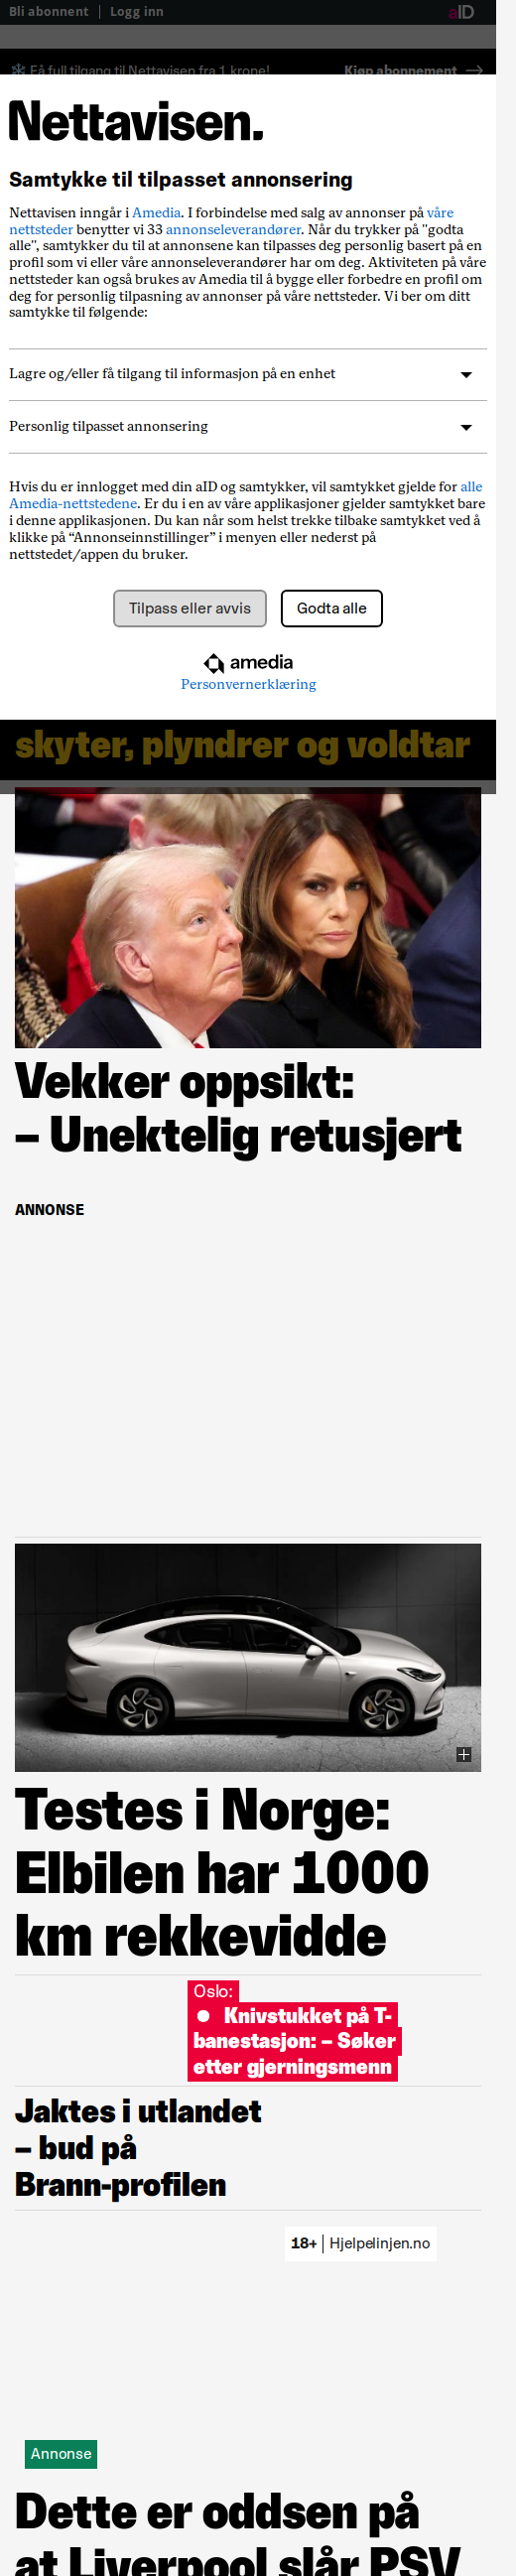 Bli abonnent | Logg inn
aID
Få full tilgang til Nettavisen fra 1 krone!
Kjøp abonnement →
Nettavisen.
Samtykke til tilpasset annonsering
Nettavisen inngår i Amedia. I forbindelse med salg av annonser på våre
nettsteder benytter vi 33 annonseleverandører. Når du trykker på "godta
alle", samtykker du til at annonsene kan tilpasses deg personlig basert på en
profil som vi eller våre annonseleverandører har om deg. Aktiviteten på våre
nettsteder kan også brukes av Amedia til å bygge eller forbedre en profil om
deg for personlig tilpasning av annonser på våre nettsteder. Vi ber om ditt
samtykke til følgende:
Lagre og/eller få tilgang til informasjon på en enhet
Personlig tilpasset annonsering
Hvis du er innlogget med din aID og samtykker, vil samtykket gjelde for alle
Amedia-nettstedene. Er du i en av våre applikasjoner gjelder samtykket bare
i denne applikasjonen. Du kan når som helst trekke tilbake samtykket ved å
klikke på “Annonseinnstillinger” i menyen eller nederst på
nettstedet/appen du bruker.
Tilpass eller avvis
Godta alle
amedia
Personvernerklæring
skyter, plyndrer og voldtar
Vekker oppsikt:
– Unektelig retusjert
ANNONSE
Testes i Norge:
Elbilen har 1000
km rekkevidde
Oslo:
● Knivstukket på T-
banestasjon: – Søker
etter gjerningsmenn
Jaktes i utlandet
– bud på
Brann-profilen
18+ | Hjelpelinjen.no
Annonse
Dette er oddsen på
at Liverpool slår PSV